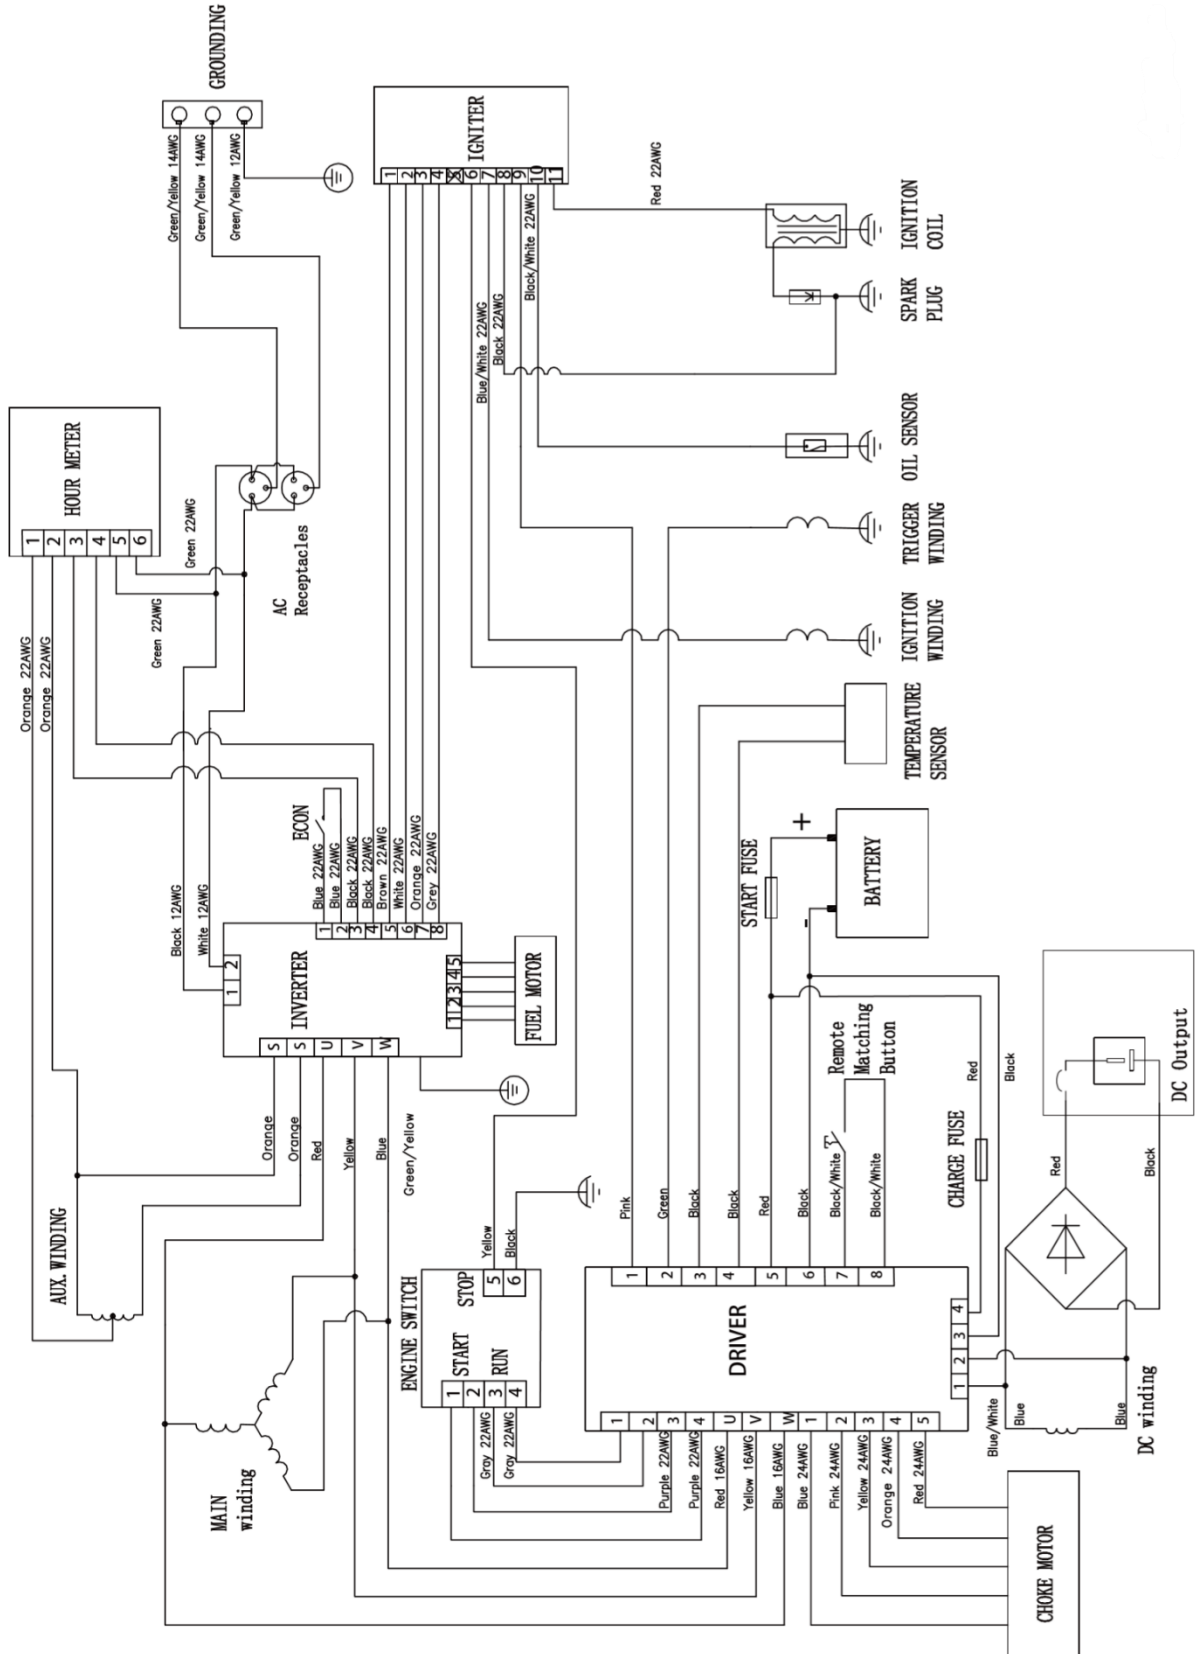 GROUNDING
Green/Yellow 14AWG
Green/Yellow 14AWG
Green/Yellow 12AWG
IGNITER
1
2
3
4
5
6
7
8
9
10
11
Red 22AWG
Black/White 22AWG
Blue/White 22AWG
Black 22AWG
IGNITION
COIL
SPARK
PLUG
OIL SENSOR
TRIGGER
WINDING
IGNITION
WINDING
TEMPERATURE
SENSOR
HOUR METER
1
2
3
4
5
6
Orange 22AWG
Orange 22AWG
Green 22AWG
Green 22AWG
AC
Receptacles
Black 12AWG
White 12AWG
ECON
Blue 22AWG
Blue 22AWG
Black 22AWG
Black 22AWG
Brown 22AWG
White 22AWG
Orange 22AWG
Grey 22AWG
INVERTER
1
2
1
2
3
4
5
6
7
8
1
2
3
4
5
S
S
U
V
W
FUEL MOTOR
Orange
Orange
Red
Yellow
Blue
Green/Yellow
AUX. WINDING
MAIN
winding
ENGINE SWITCH
STOP
5
6
START
RUN
1
2
3
4
Yellow
Black
Gray 22AWG
Gray 22AWG
START FUSE
+
-
BATTERY
Remote
Matching
Button
Pink
Green
Black
Black
Red
Black
Black/White
Black/White
DRIVER
1
2
3
4
5
6
7
8
1
2
3
4
1
2
3
4
U
V
W
1
2
3
4
5
Purple 22AWG
Purple 22AWG
Red 16AWG
Yellow 16AWG
Blue 16AWG
Blue 24AWG
Pink 24AWG
Yellow 24AWG
Orange 24AWG
Red 24AWG
CHOKE MOTOR
CHARGE FUSE
Red
Black
Blue/White
Blue
Blue
DC winding
Red
Black
DC Output